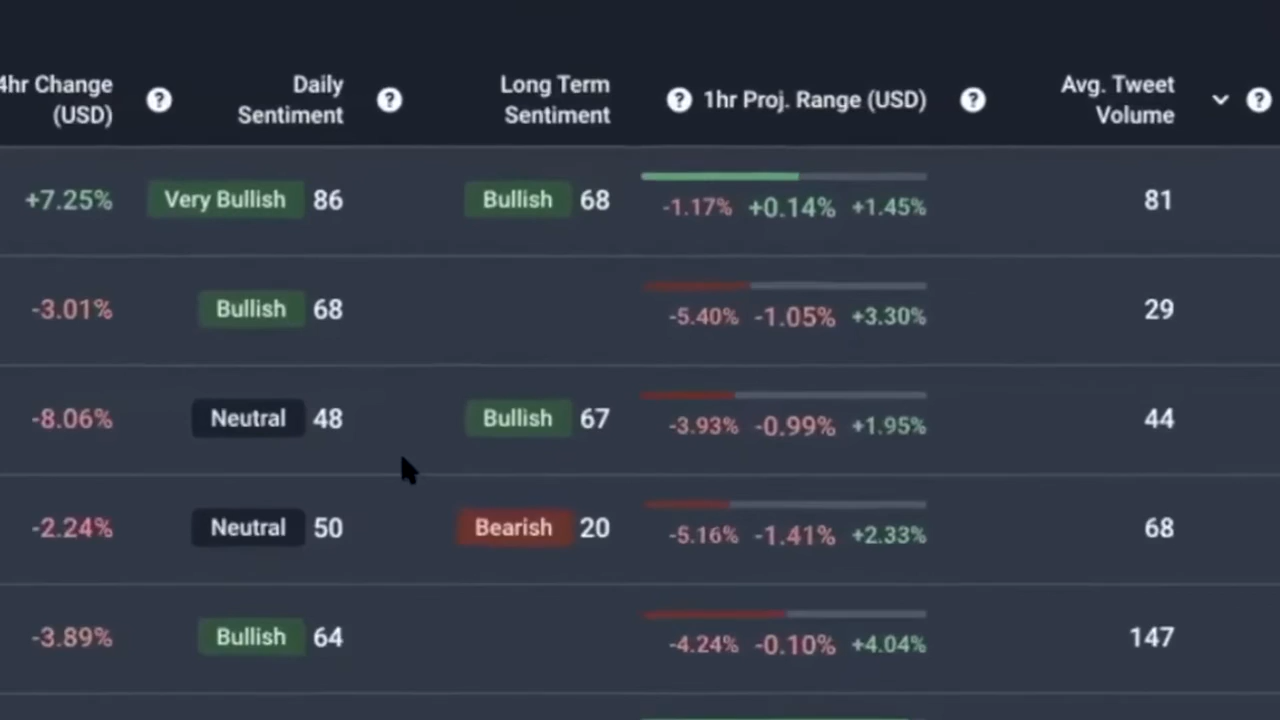 4hr Change (USD) ? Daily Sentiment ? Long Term Sentiment ? 1hr Proj. Range (USD) ? Avg. Tweet Volume ?
+7.25% Very Bullish 86 Bullish 68 -1.17% +0.14% +1.45% 81
-3.01% Bullish 68 -5.40% -1.05% +3.30% 29
-8.06% Neutral 48 Bullish 67 -3.93% -0.99% +1.95% 44
-2.24% Neutral 50 Bearish 20 -5.16% -1.41% +2.33% 68
-3.89% Bullish 64 -4.24% -0.10% +4.04% 147